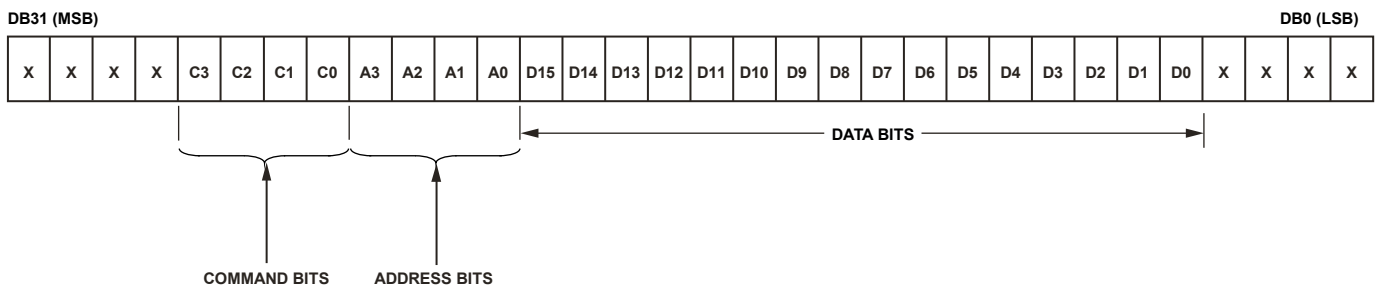 DB31 (MSB) DB0 (LSB)
X X X X C3 C2 C1 C0 A3 A2 A1 A0 D15 D14 D13 D12 D11 D10 D9 D8 D7 D6 D5 D4 D3 D2 D1 D0 X X X X
DATA BITS
COMMAND BITS ADDRESS BITS